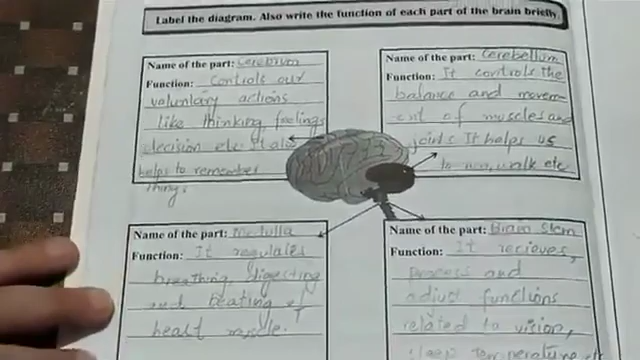 Label the diagram. Also write the function of each part of the brain briefly.
Name of the part: Cerebrum
Function: Controls our
voluntary actions
like thinking, feelings
decision etc It also
helps to remember
things
Name of the part: Cerebellum
Function: It controls the
balance and movem-
ent of muscles and
joints It helps us
to run, walk etc
Name of the part: Medulla
Function: It regulates
breathing, digesting
and beating of
heart muscle.
Name of the part: Brain Stem
Function: It recieves,
process and
adjust functions
related to vision,
sleep temperature etc